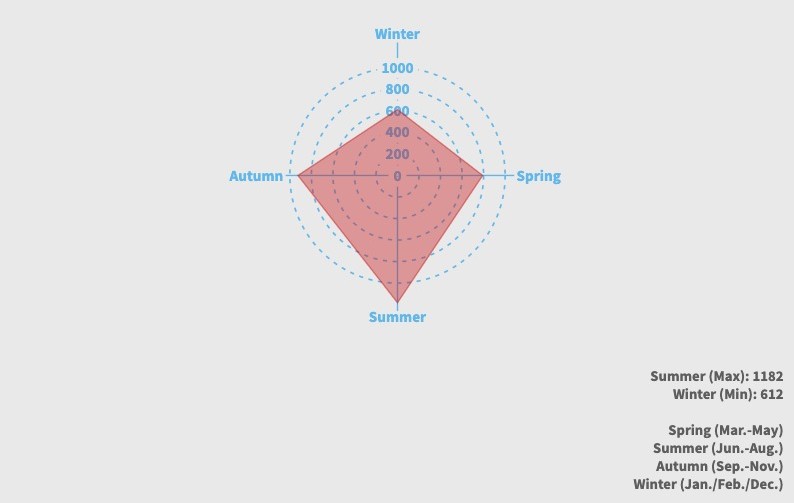 Winter
1000
800
600
400
200
Autumn
0
Spring
Summer
Summer (Max): 1182
Winter (Min): 612
Spring (Mar.-May)
Summer (Jun.-Aug.)
Autumn (Sep.-Nov.)
Winter (Jan./Feb./Dec.)